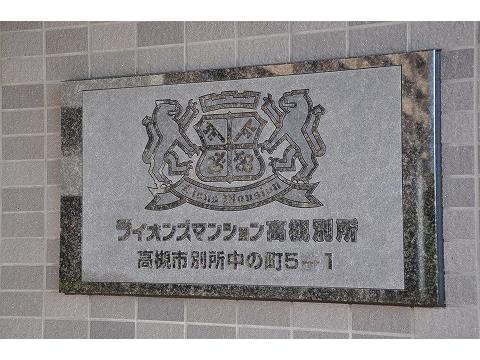 Lions Mansion
ライオンズマンション高槻別所
高槻市別所中の町5-1